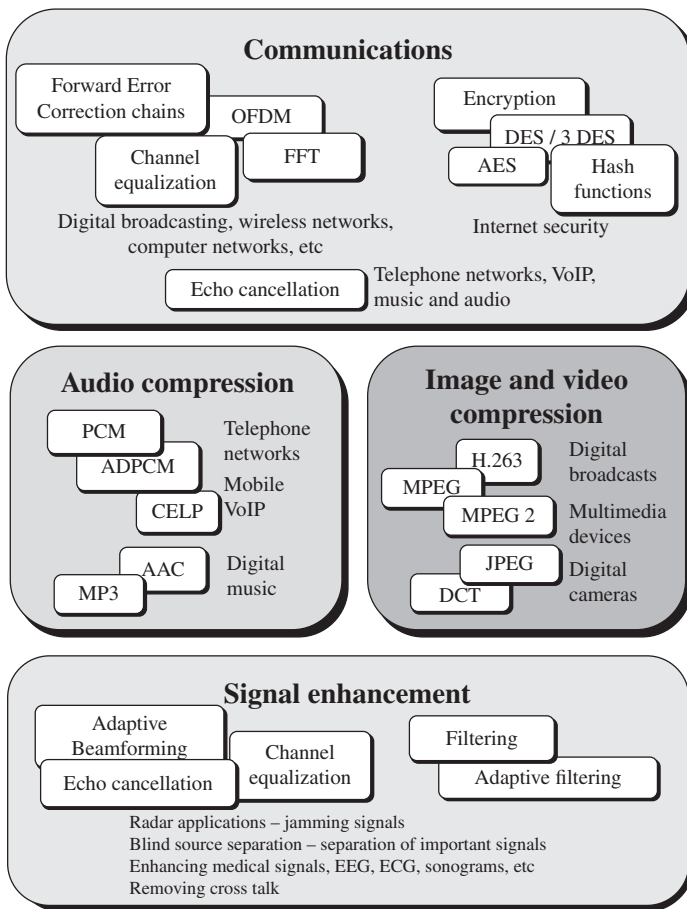 Communications
Forward Error
Correction chains
OFDM
Channel
equalization
FFT
Encryption
DES / 3 DES
AES
Hash
functions
Digital broadcasting, wireless networks,
computer networks, etc
Internet security
Echo cancellation
Telephone networks, VoIP,
music and audio
Audio compression
PCM
ADPCM
CELP
Telephone
networks
Mobile
VoIP
AAC
MP3
Digital
music
Image and video
compression
H.263
MPEG
MPEG 2
Digital
broadcasts
Multimedia
devices
JPEG
DCT
Digital
cameras
Signal enhancement
Adaptive
Beamforming
Echo cancellation
Channel
equalization
Filtering
Adaptive filtering
Radar applications – jamming signals
Blind source separation – separation of important signals
Enhancing medical signals, EEG, ECG, sonograms, etc
Removing cross talk